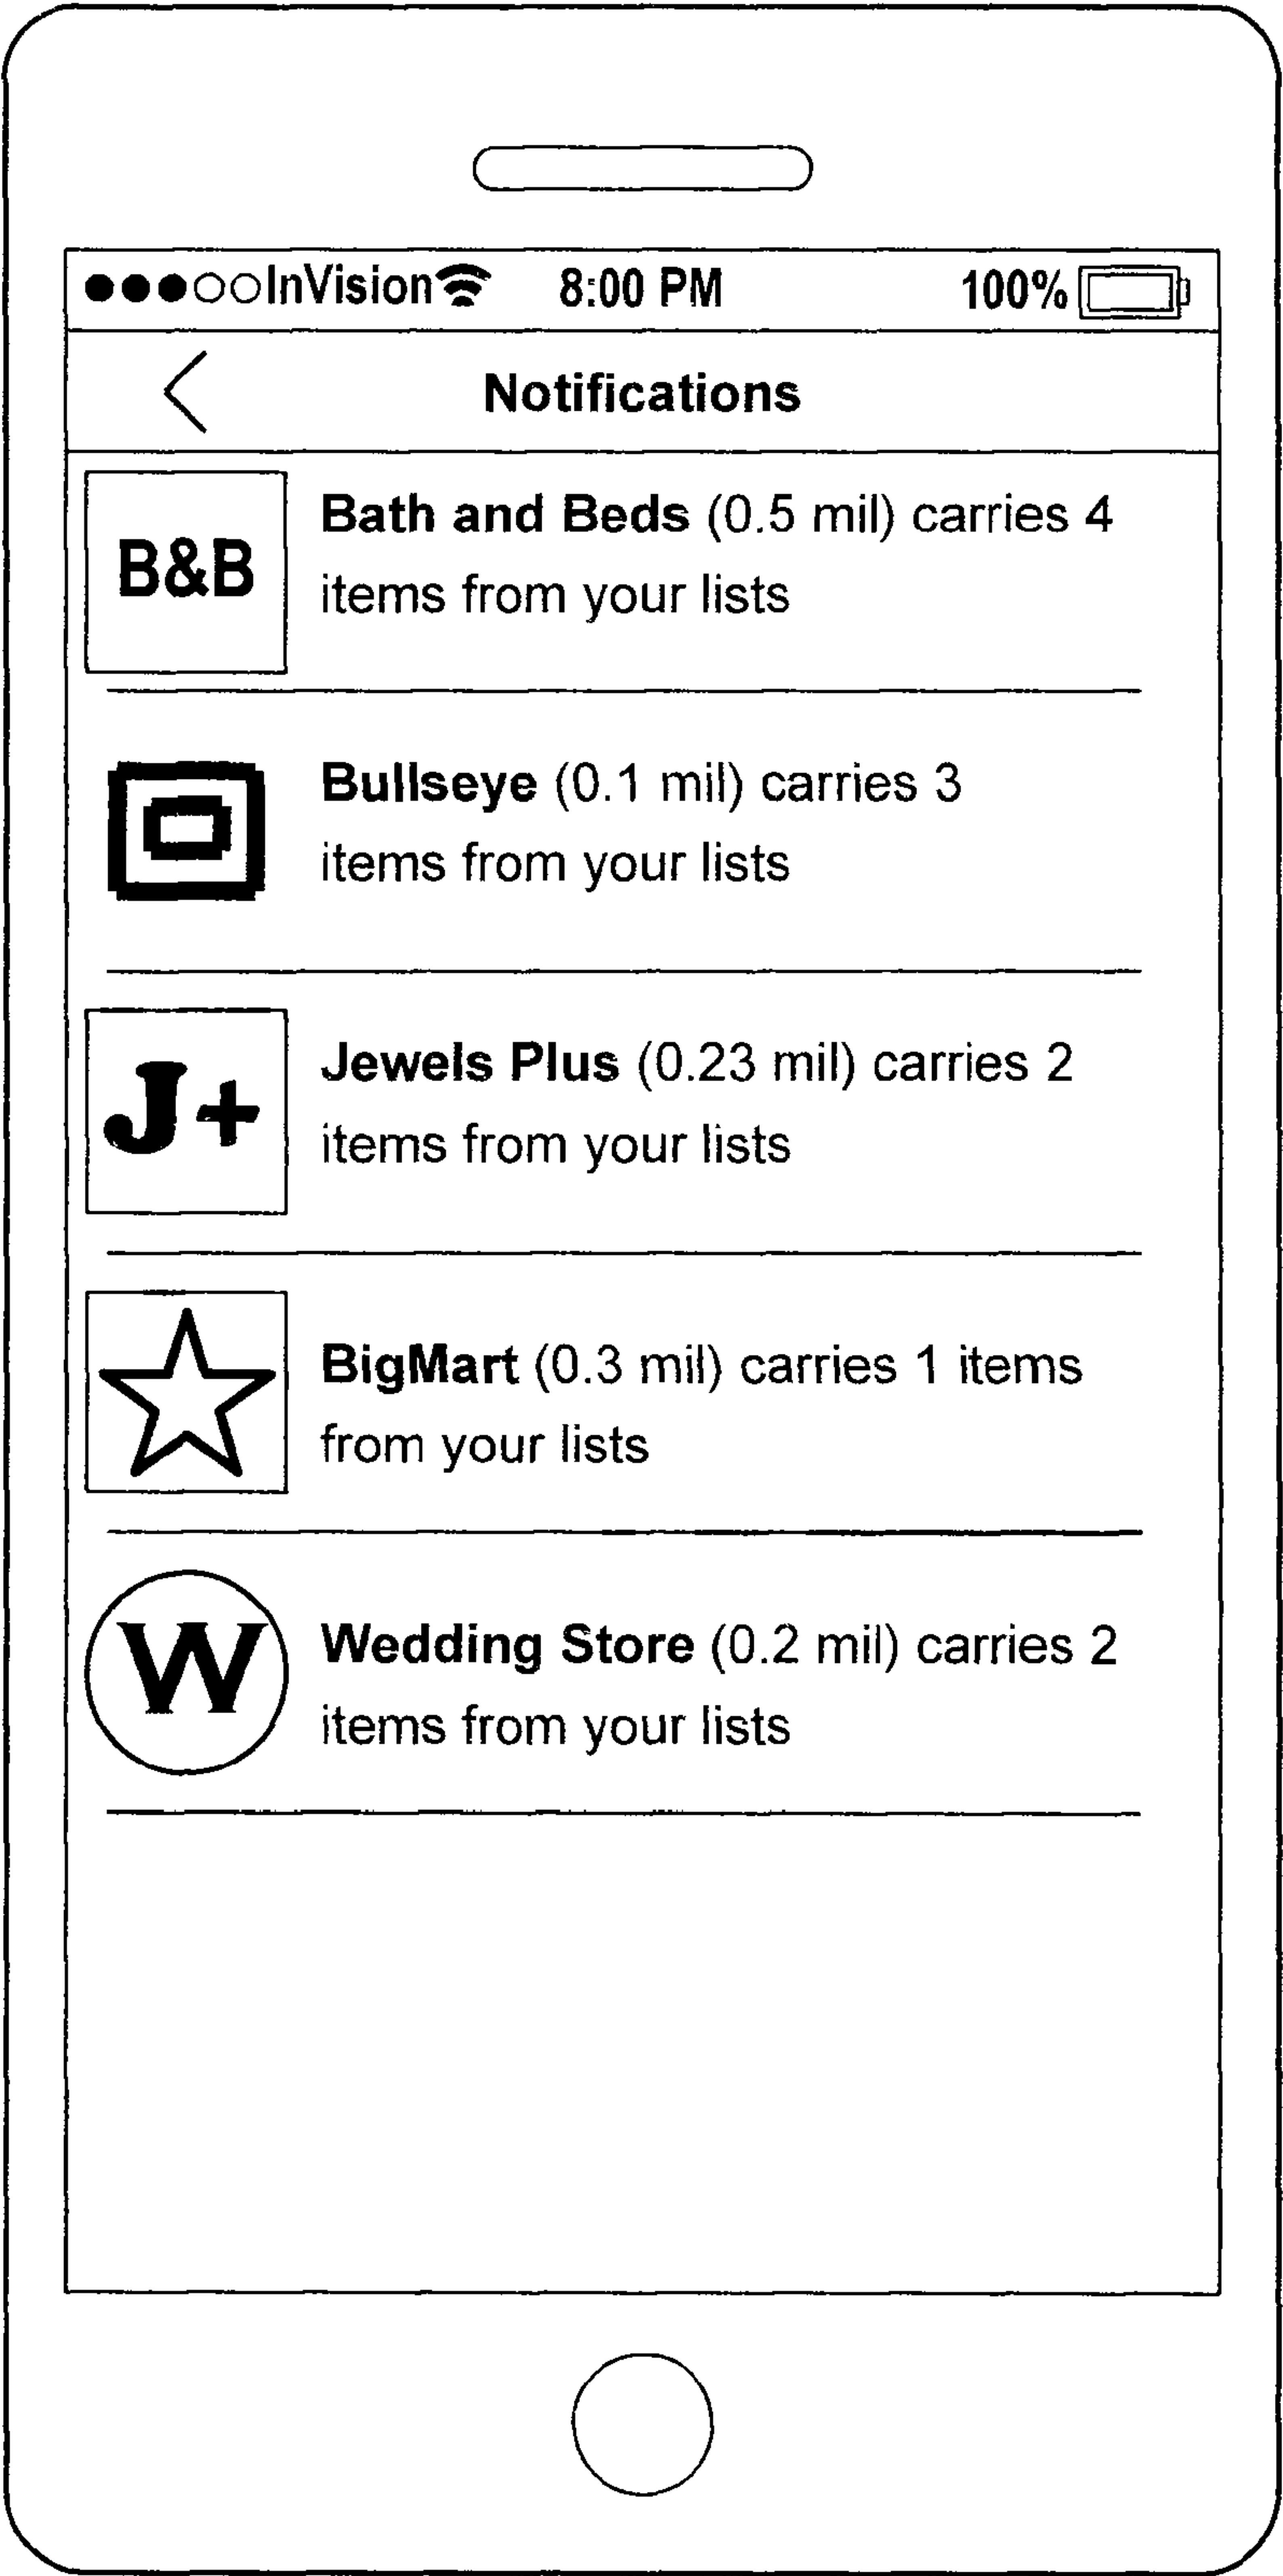 InVision 8:00 PM 100%
Notifications
B&B
Bath and Beds (0.5 mil) carries 4
items from your lists
Bullseye (0.1 mil) carries 3
items from your lists
J+
Jewels Plus (0.23 mil) carries 2
items from your lists
BigMart (0.3 mil) carries 1 items
from your lists
W
Wedding Store (0.2 mil) carries 2
items from your lists